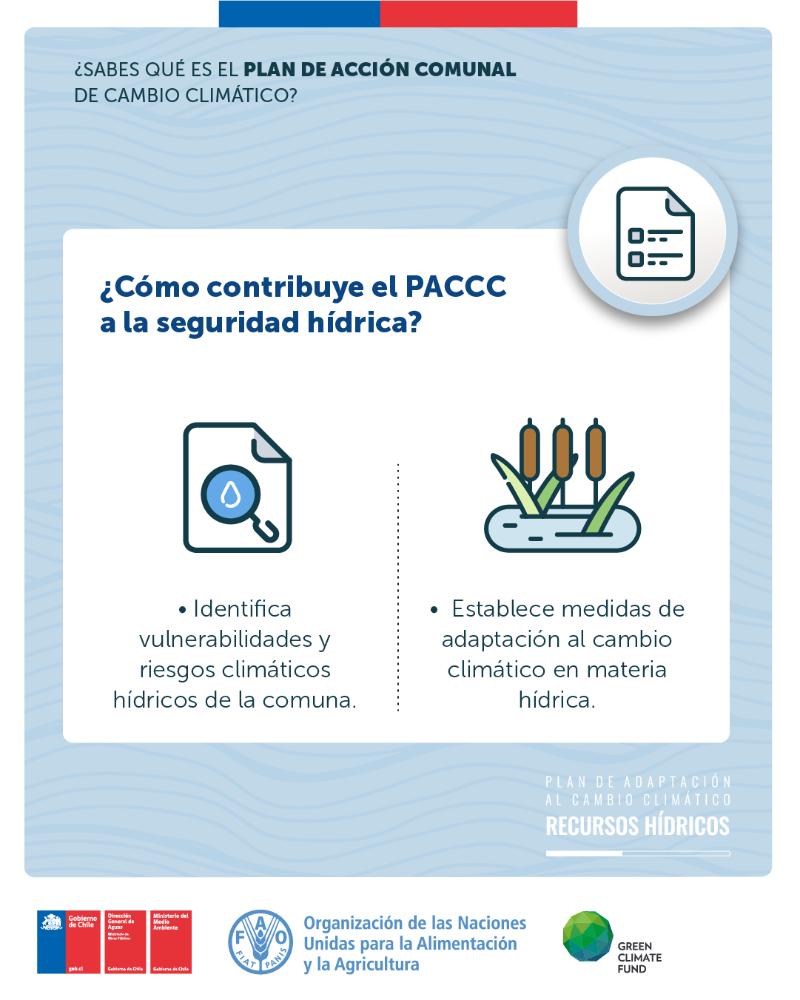 ¿SABES QUÉ ES EL PLAN DE ACCIÓN COMUNAL
DE CAMBIO CLIMÁTICO?
¿Cómo contribuye el PACCC
a la seguridad hídrica?
• Identifica
vulnerabilidades y
riesgos climáticos
hídricos de la comuna.
• Establece medidas de
adaptación al cambio
climático en materia
hídrica.
PLAN DE ADAPTACIÓN
AL CAMBIO CLIMÁTICO
RECURSOS HÍDRICOS
Gobierno
de Chile
gob.cl
Dirección
General de
Aguas
Ministerio de
Obras Públicas
Gobierno de Chile
Ministerio del
Medio
Ambiente
Gobierno de Chile
FAO
FIAT PANIS
Organización de las Naciones
Unidas para la Alimentación
y la Agricultura
GREEN
CLIMATE
FUND